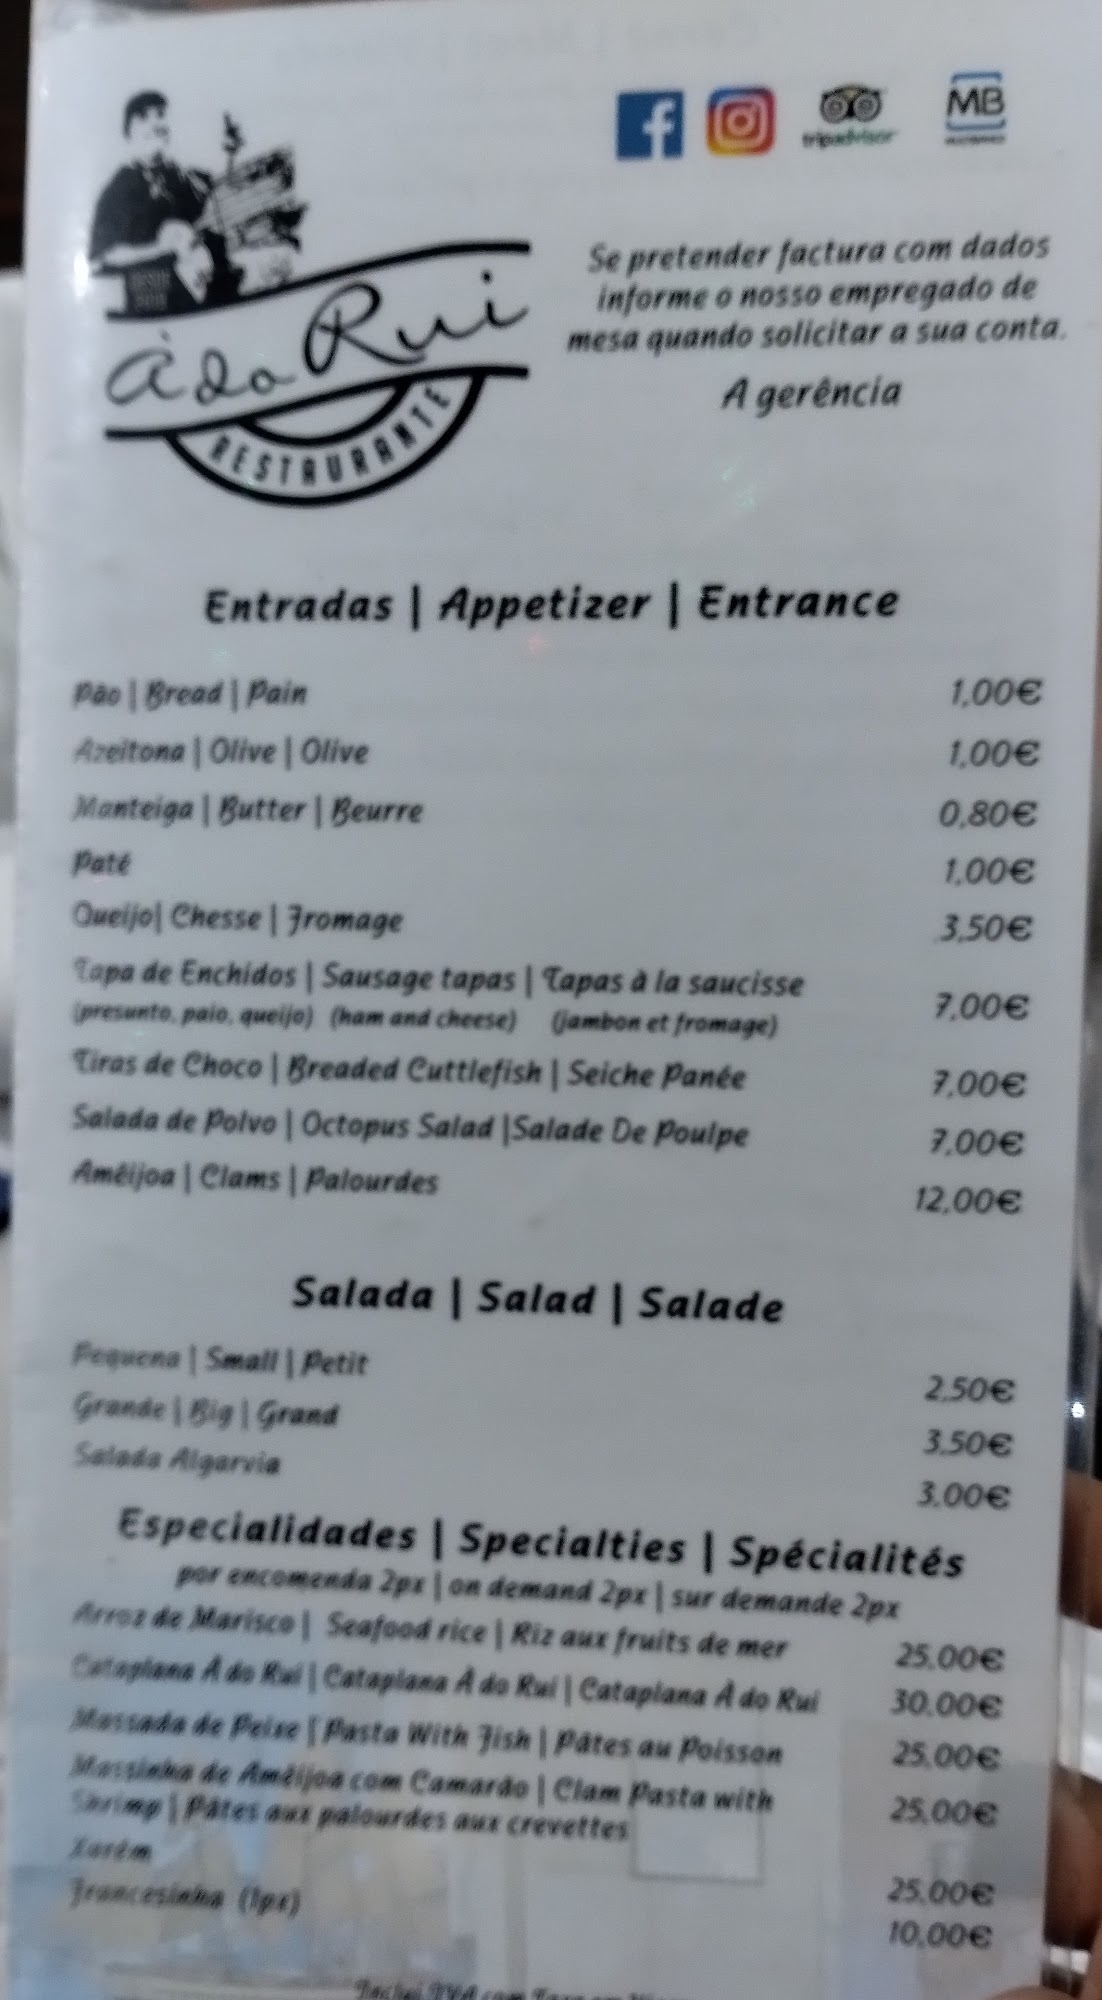 tripadvisor
MB
Se pretender factura com dados
informe o nosso empregado de
mesa quando solicitar a sua conta.
A gerência
À do Rui
RESTAURANTE
Entradas | Appetizer | Entrance
Pão | Bread | Pain 1,00€
Azeitona | Olive | Olive 1,00€
Manteiga | Butter | Beurre 0,80€
Paté 1,00€
Queijo| Chesse | Fromage 3,50€
Tapa de Enchidos | Sausage tapas | Tapas à la saucisse 7,00€
(presunto, paio, queijo) (ham and cheese) (jambon et fromage)
Tiras de Choco | Breaded Cuttlefish | Seiche Panée 7,00€
Salada de Polvo | Octopus Salad |Salade De Poulpe 7,00€
Amêijoa | Clams | Palourdes 12,00€
Salada | Salad | Salade
Pequena | Small | Petit 2,50€
Grande | Big | Grand 3,50€
Salada Algarvia 3,00€
Especialidades | Specialties | Spécialités
por encomenda 2px | on demand 2px | sur demande 2px
Arroz de Marisco | Seafood rice | Riz aux fruits de mer 25,00€
Cataplana À do Rui | Cataplana À do Rui | Cataplana À do Rui 30,00€
Massada de Peixe | Pasta With Fish | Pâtes au Poisson 25,00€
Massinha de Amêijoa com Camarão | Clam Pasta with 25,00€
Shrimp | Pâtes aux palourdes aux crevettes
Xarém 25,00€
Francesinha (1px) 10,00€